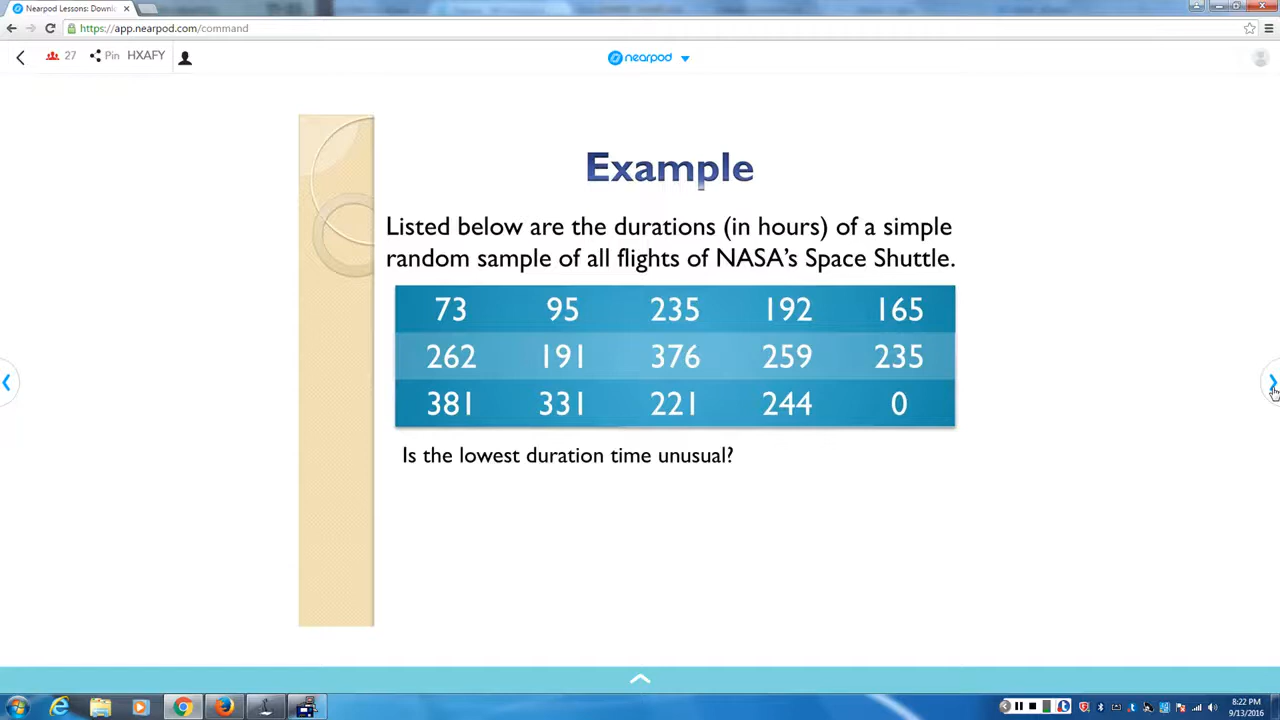 Nearpod Lessons: Downl
https://app.nearpod.com/command
27 Pin HXAFY
nearpod
Example
Listed below are the durations (in hours) of a simple
random sample of all flights of NASA's Space Shuttle.
73 95 235 192 165
262 191 376 259 235
381 331 221 244 0
Is the lowest duration time unusual?
8:22 PM
9/13/2016